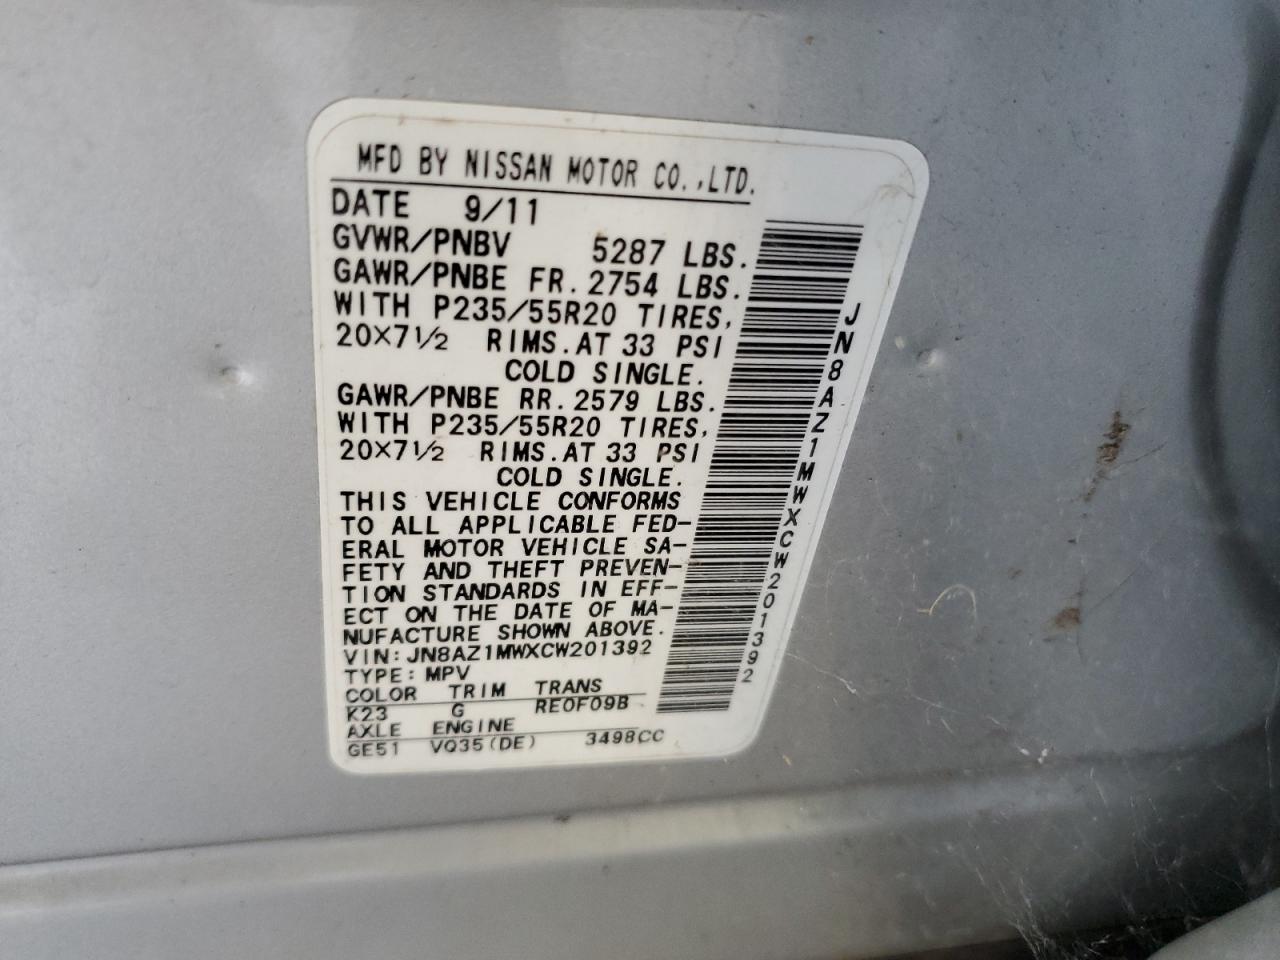 MFD BY NISSAN MOTOR CO.,LTD.
DATE 9/11
GVWR/PNBV 5287 LBS.
GAWR/PNBE FR. 2754 LBS.
WITH P235/55R20 TIRES,
20×7½ RIMS. AT 33 PSI
COLD SINGLE.
GAWR/PNBE RR. 2579 LBS.
WITH P235/55R20 TIRES,
20×7½ RIMS. AT 33 PSI
COLD SINGLE.
THIS VEHICLE CONFORMS
TO ALL APPLICABLE FED-
ERAL MOTOR VEHICLE SA-
FETY AND THEFT PREVEN-
TION STANDARDS IN EFF-
ECT ON THE DATE OF MA-
NUFACTURE SHOWN ABOVE.
VIN: JN8AZ1MWXCW201392
TYPE: MPV
COLOR TRIM TRANS
K23 G RE0F09B
AXLE ENGINE
GE51 VQ35(DE) 3498CC
JN8AZ1MWXCW201392